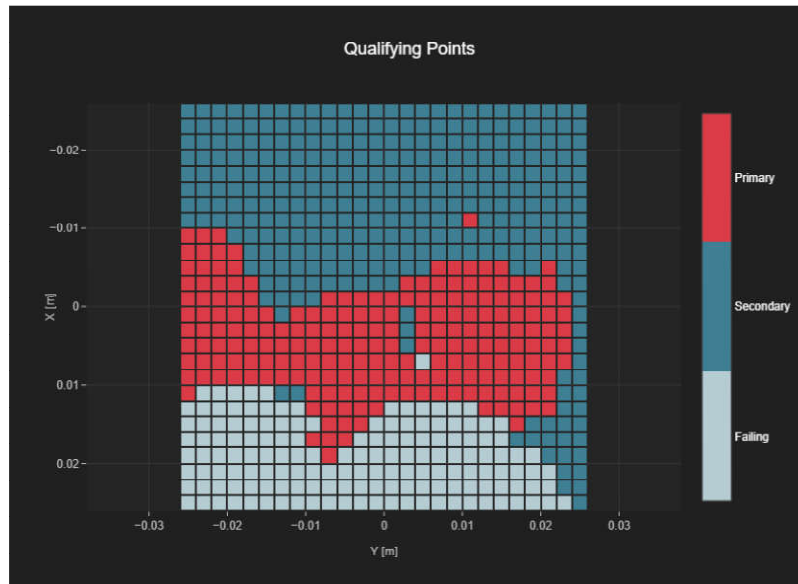 Qualifying Points
−0.02
−0.01
0
0.01
0.02
X [m]
−0.03
−0.02
−0.01
0
0.01
0.02
0.03
Y [m]
Primary
Secondary
Failing